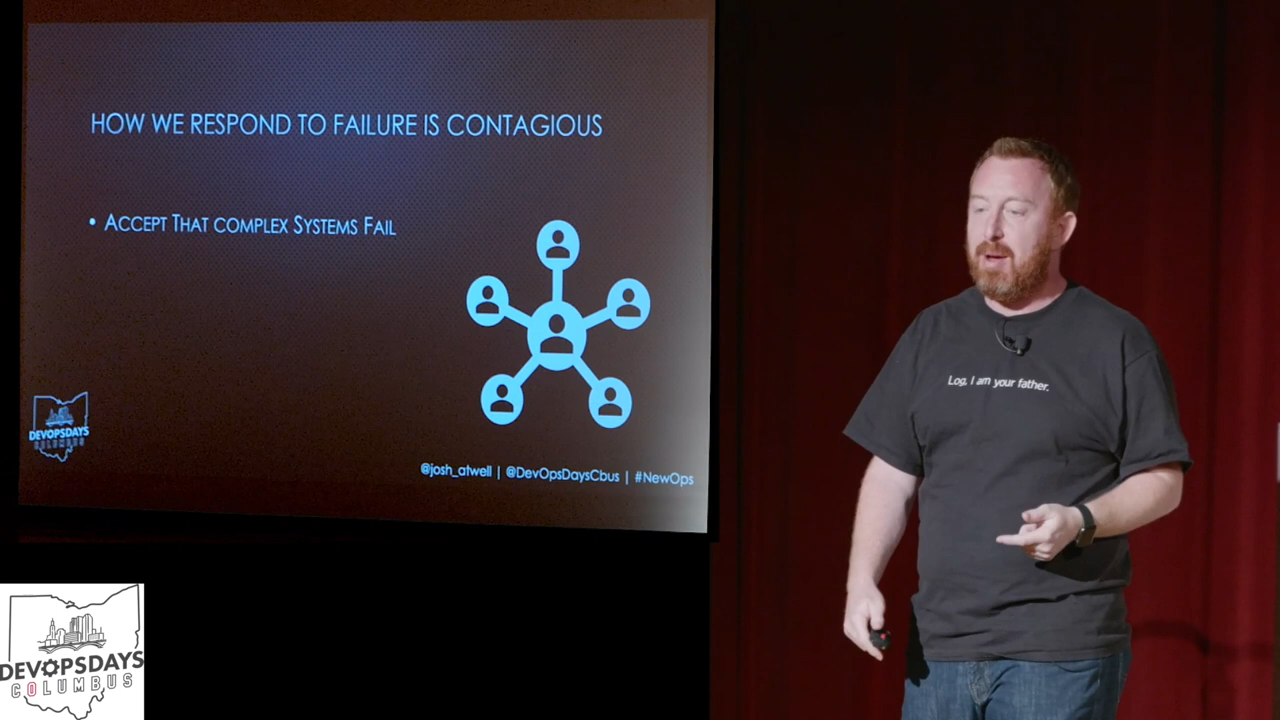 HOW WE RESPOND TO FAILURE IS CONTAGIOUS
• ACCEPT THAT COMPLEX SYSTEMS FAIL
DEVOPSDAYS
COLUMBUS
@josh_atwell | @DevOpsDaysCbus | #NewOps
Log, I am your father.
DEVOPSDAYS
COLUMBUS